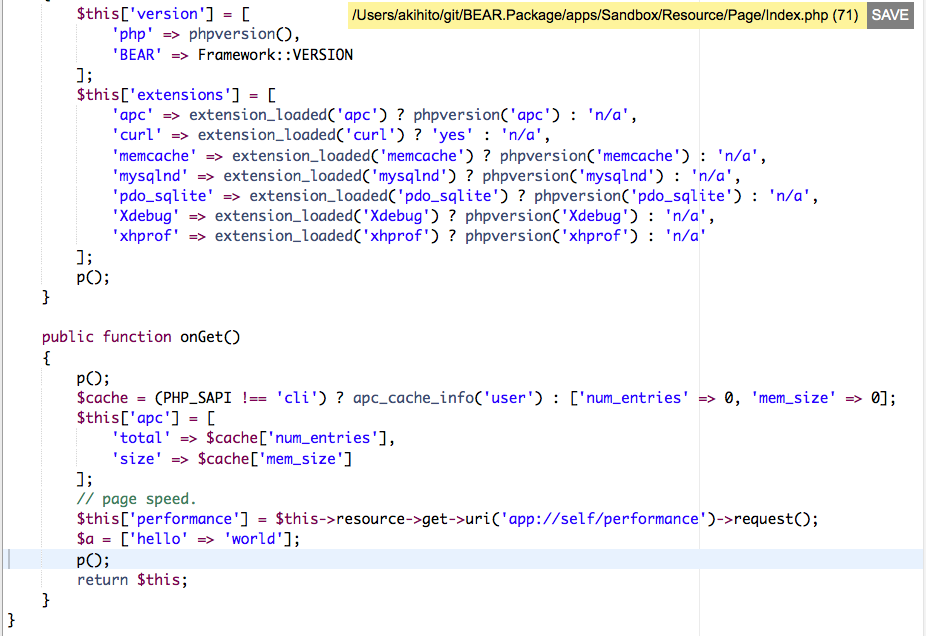 /Users/akihito/git/BEAR.Package/apps/Sandbox/Resource/Page/Index.php (71) SAVE
        $this['version'] = [
            'php' => phpversion(),
            'BEAR' => Framework::VERSION
        ];
        $this['extensions'] = [
            'apc' => extension_loaded('apc') ? phpversion('apc') : 'n/a',
            'curl' => extension_loaded('curl') ? 'yes' : 'n/a',
            'memcache' => extension_loaded('memcache') ? phpversion('memcache') : 'n/a',
            'mysqlnd' => extension_loaded('mysqlnd') ? phpversion('mysqlnd') : 'n/a',
            'pdo_sqlite' => extension_loaded('pdo_sqlite') ? phpversion('pdo_sqlite') : 'n/a',
            'Xdebug' => extension_loaded('Xdebug') ? phpversion('Xdebug') : 'n/a',
            'xhprof' => extension_loaded('xhprof') ? phpversion('xhprof') : 'n/a'
        ];
        p();
    }
    public function onGet()
    {
        p();
        $cache = (PHP_SAPI !== 'cli') ? apc_cache_info('user') : ['num_entries' => 0, 'mem_size' => 0];
        $this['apc'] = [
            'total' => $cache['num_entries'],
            'size' => $cache['mem_size']
        ];
        // page speed.
        $this['performance'] = $this->resource->get->uri('app://self/performance')->request();
        $a = ['hello' => 'world'];
        p();
        return $this;
    }
}